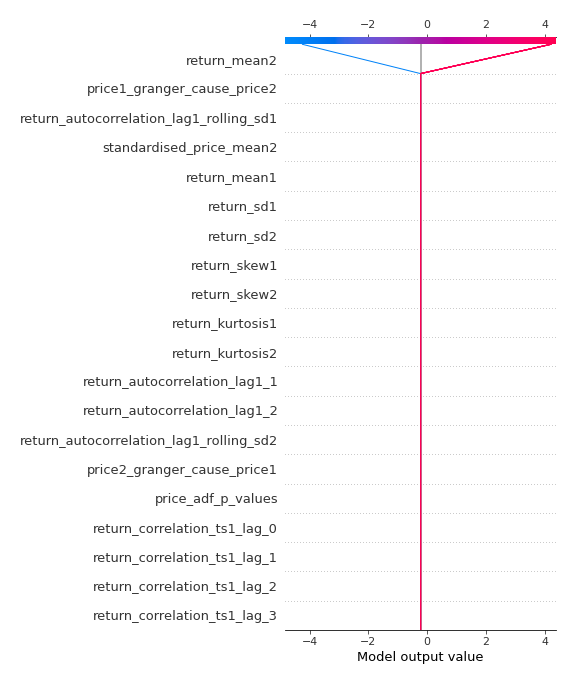 −4 −2 0 2 4
return_mean2
price1_granger_cause_price2
return_autocorrelation_lag1_rolling_sd1
standardised_price_mean2
return_mean1
return_sd1
return_sd2
return_skew1
return_skew2
return_kurtosis1
return_kurtosis2
return_autocorrelation_lag1_1
return_autocorrelation_lag1_2
return_autocorrelation_lag1_rolling_sd2
price2_granger_cause_price1
price_adf_p_values
return_correlation_ts1_lag_0
return_correlation_ts1_lag_1
return_correlation_ts1_lag_2
return_correlation_ts1_lag_3
−4 −2 0 2 4
Model output value